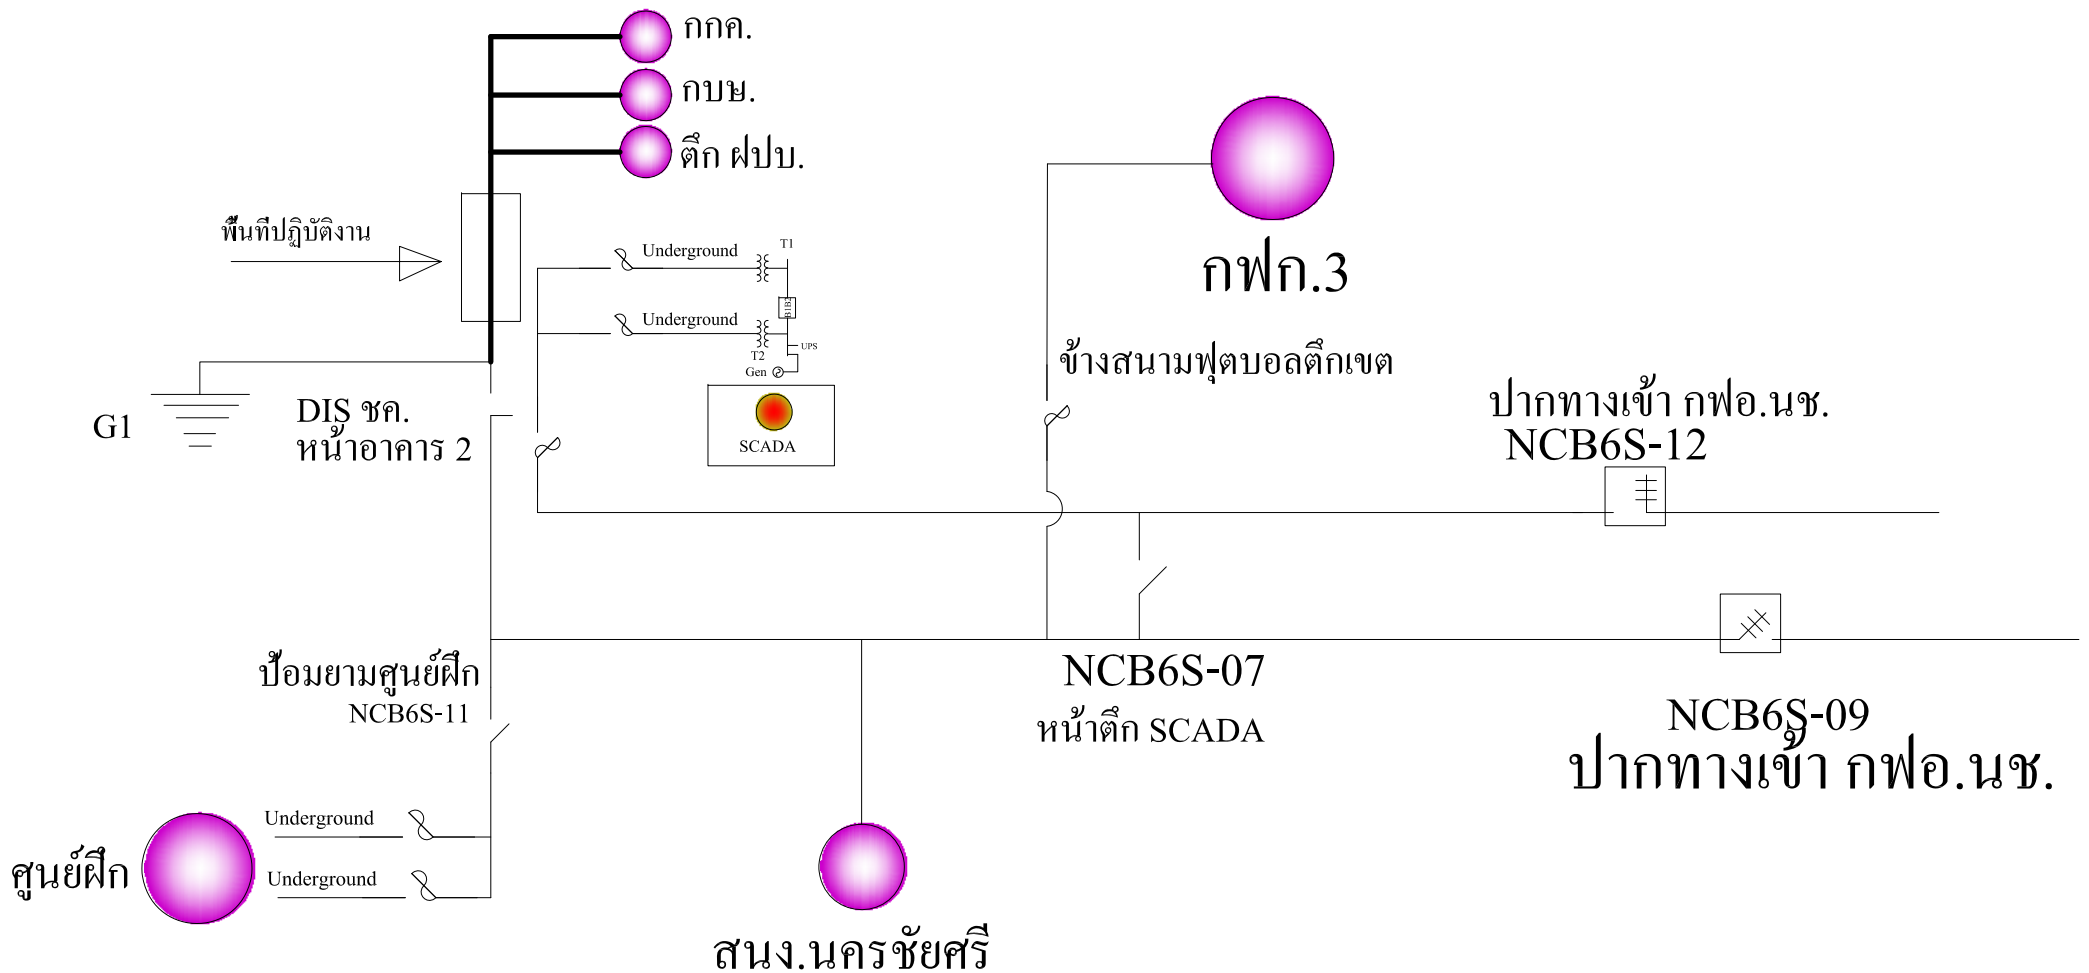 กกค.
กบษ.
ตึก ฝปบ.
พื้นที่ปฏิบัติงาน
Underground
T1
B1B2
Underground
T2
UPS
Gen
SCADA
กฟก.3
ข้างสนามฟุตบอลตึกเขต
G1
DIS ชค.
หน้าอาคาร 2
ปากทางเข้า กฟอ.นช.
NCB6S-12
ป้อมยามศูนย์ฝึก
NCB6S-11
NCB6S-07
หน้าตึก SCADA
NCB6S-09
ปากทางเข้า กฟอ.นช.
Underground
Underground
ศูนย์ฝึก
สนง.นครชัยศรี